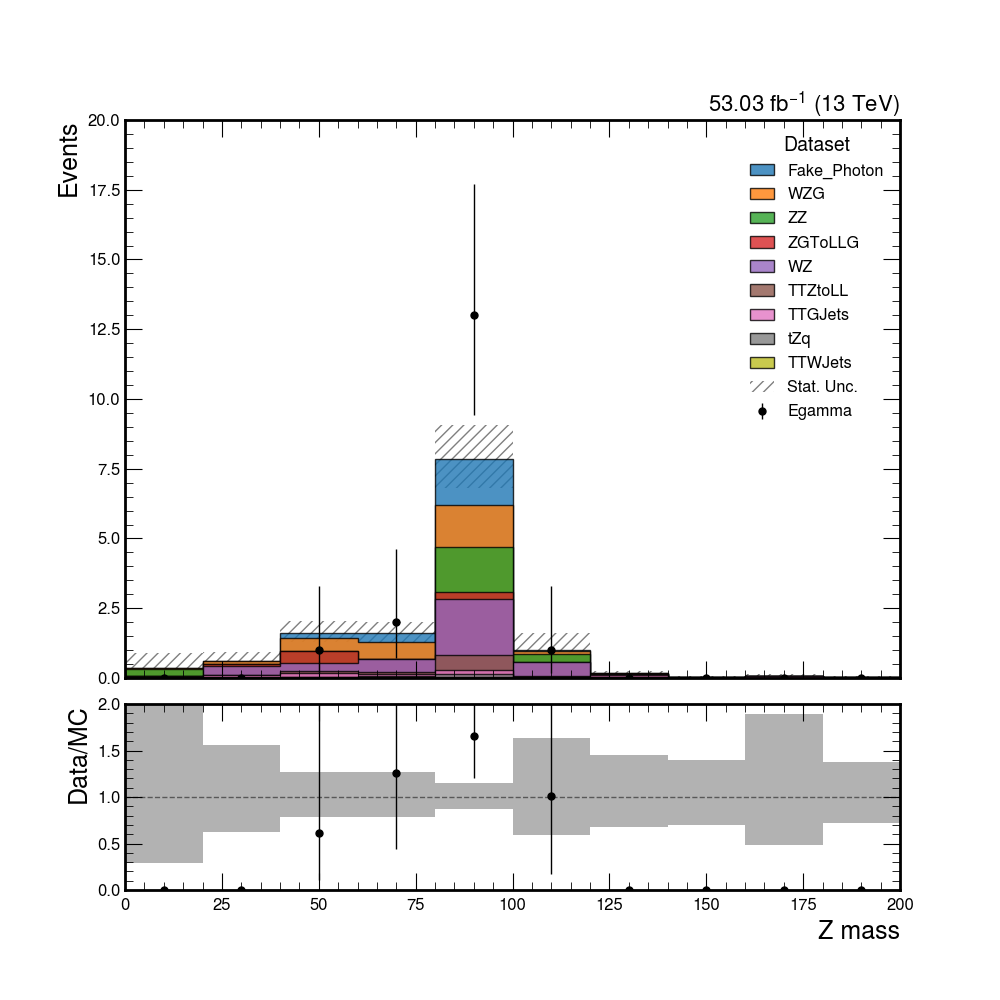 53.03 fb⁻¹ (13 TeV)
Events
20.0
17.5
15.0
12.5
10.0
7.5
5.0
2.5
0.0
Dataset
Fake_Photon
WZG
ZZ
ZGToLLG
WZ
TTZtoLL
TTGJets
tZq
TTWJets
Stat. Unc.
Egamma
Data/MC
2.0
1.5
1.0
0.5
0.0
0 25 50 75 100 125 150 175 200
Z mass